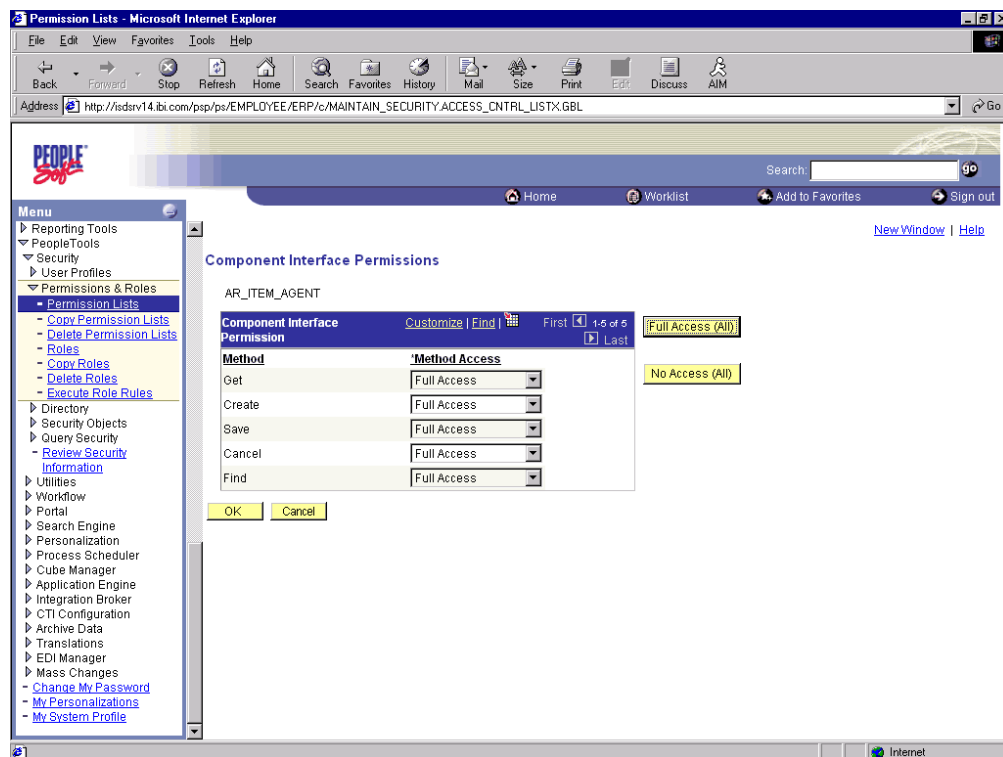 Permission Lists - Microsoft Internet Explorer
File Edit View Favorites Tools Help
Back Forward Stop Refresh Home Search Favorites History Mail Size Print Edit Discuss AIM
Address http://isdsrv14.ibi.com/psp/ps/EMPLOYEE/ERP/c/MAINTAIN_SECURITY.ACCESS_CNTRL_LISTX.GBL Go
PEOPLE
Soft
Search: go
Home Worklist Add to Favorites Sign out
Menu
Reporting Tools
PeopleTools
Security
User Profiles
Permissions & Roles
- Permission Lists
- Copy Permission Lists
- Delete Permission Lists
- Roles
- Copy Roles
- Delete Roles
- Execute Role Rules
Directory
Security Objects
Query Security
- Review Security
Information
Utilities
Workflow
Portal
Search Engine
Personalization
Process Scheduler
Cube Manager
Application Engine
Integration Broker
CTI Configuration
Archive Data
Translations
EDI Manager
Mass Changes
- Change My Password
- My Personalizations
- My System Profile
New Window | Help
Component Interface Permissions
AR_ITEM_AGENT
Component Interface
Permission
Customize | Find | First 1-5 of 5
Last
Full Access (All)
No Access (All)
Method *Method Access
Get Full Access
Create Full Access
Save Full Access
Cancel Full Access
Find Full Access
OK Cancel
Internet